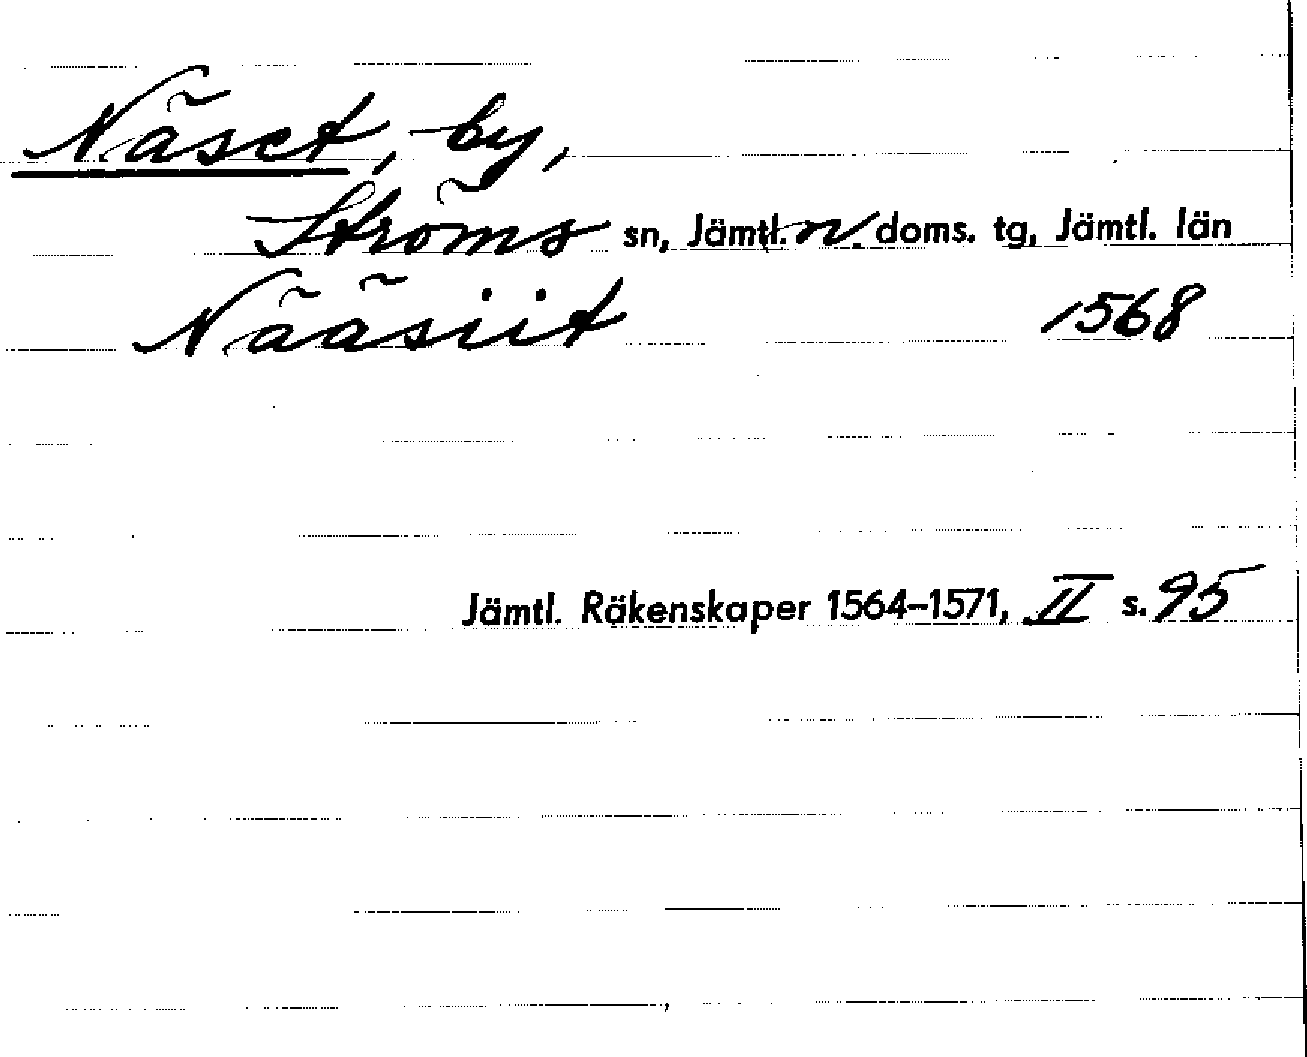 Näset, by,
Ströms sn, Jämtl. n. doms. tg, Jämtl. län
Nääsiit 1568
Jämtl. Räkenskaper 1564–1571, II s. 95